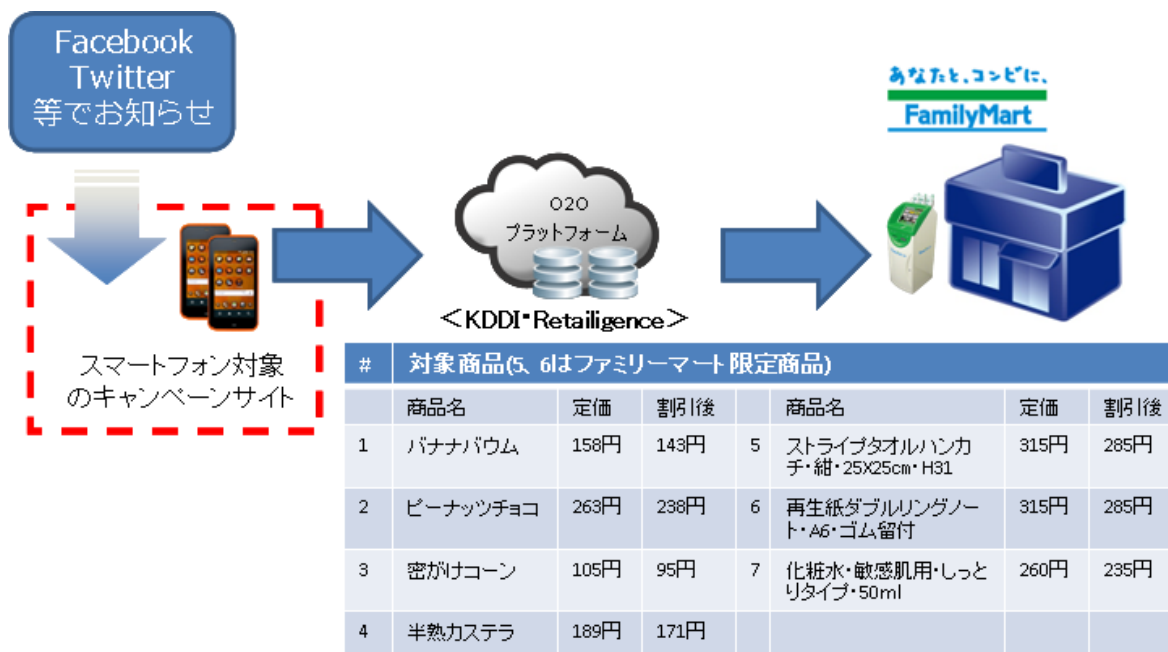 Facebook
Twitter
等でお知らせ
あなたと、コンビに、
FamilyMart
O2O
プラットフォーム
＜KDDI・Retailigence＞
スマートフォン対象
のキャンペーンサイト
# 対象商品(5、6はファミリーマート限定商品)
商品名 定価 割引後 商品名 定価 割引後
1 バナナバウム 158円 143円 5 ストライプタオルハンカ 315円 285円
チ・紺・25X25cm・H31
2 ピーナッツチョコ 263円 238円 6 再生紙ダブルリングノー 315円 285円
ト・A6・ゴム留付
3 密がけコーン 105円 95円 7 化粧水・敏感肌用・しっと 260円 235円
りタイプ・50ml
4 半熟カステラ 189円 171円